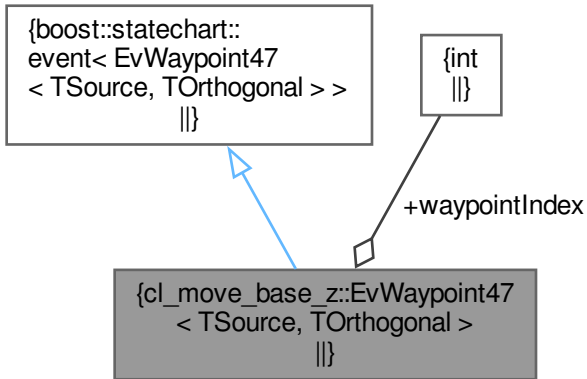 {boost::statechart::
event< EvWaypoint47
< TSource, TOrthogonal > >
||}
{int
||}
+waypointIndex
{cl_move_base_z::EvWaypoint47
< TSource, TOrthogonal >
||}